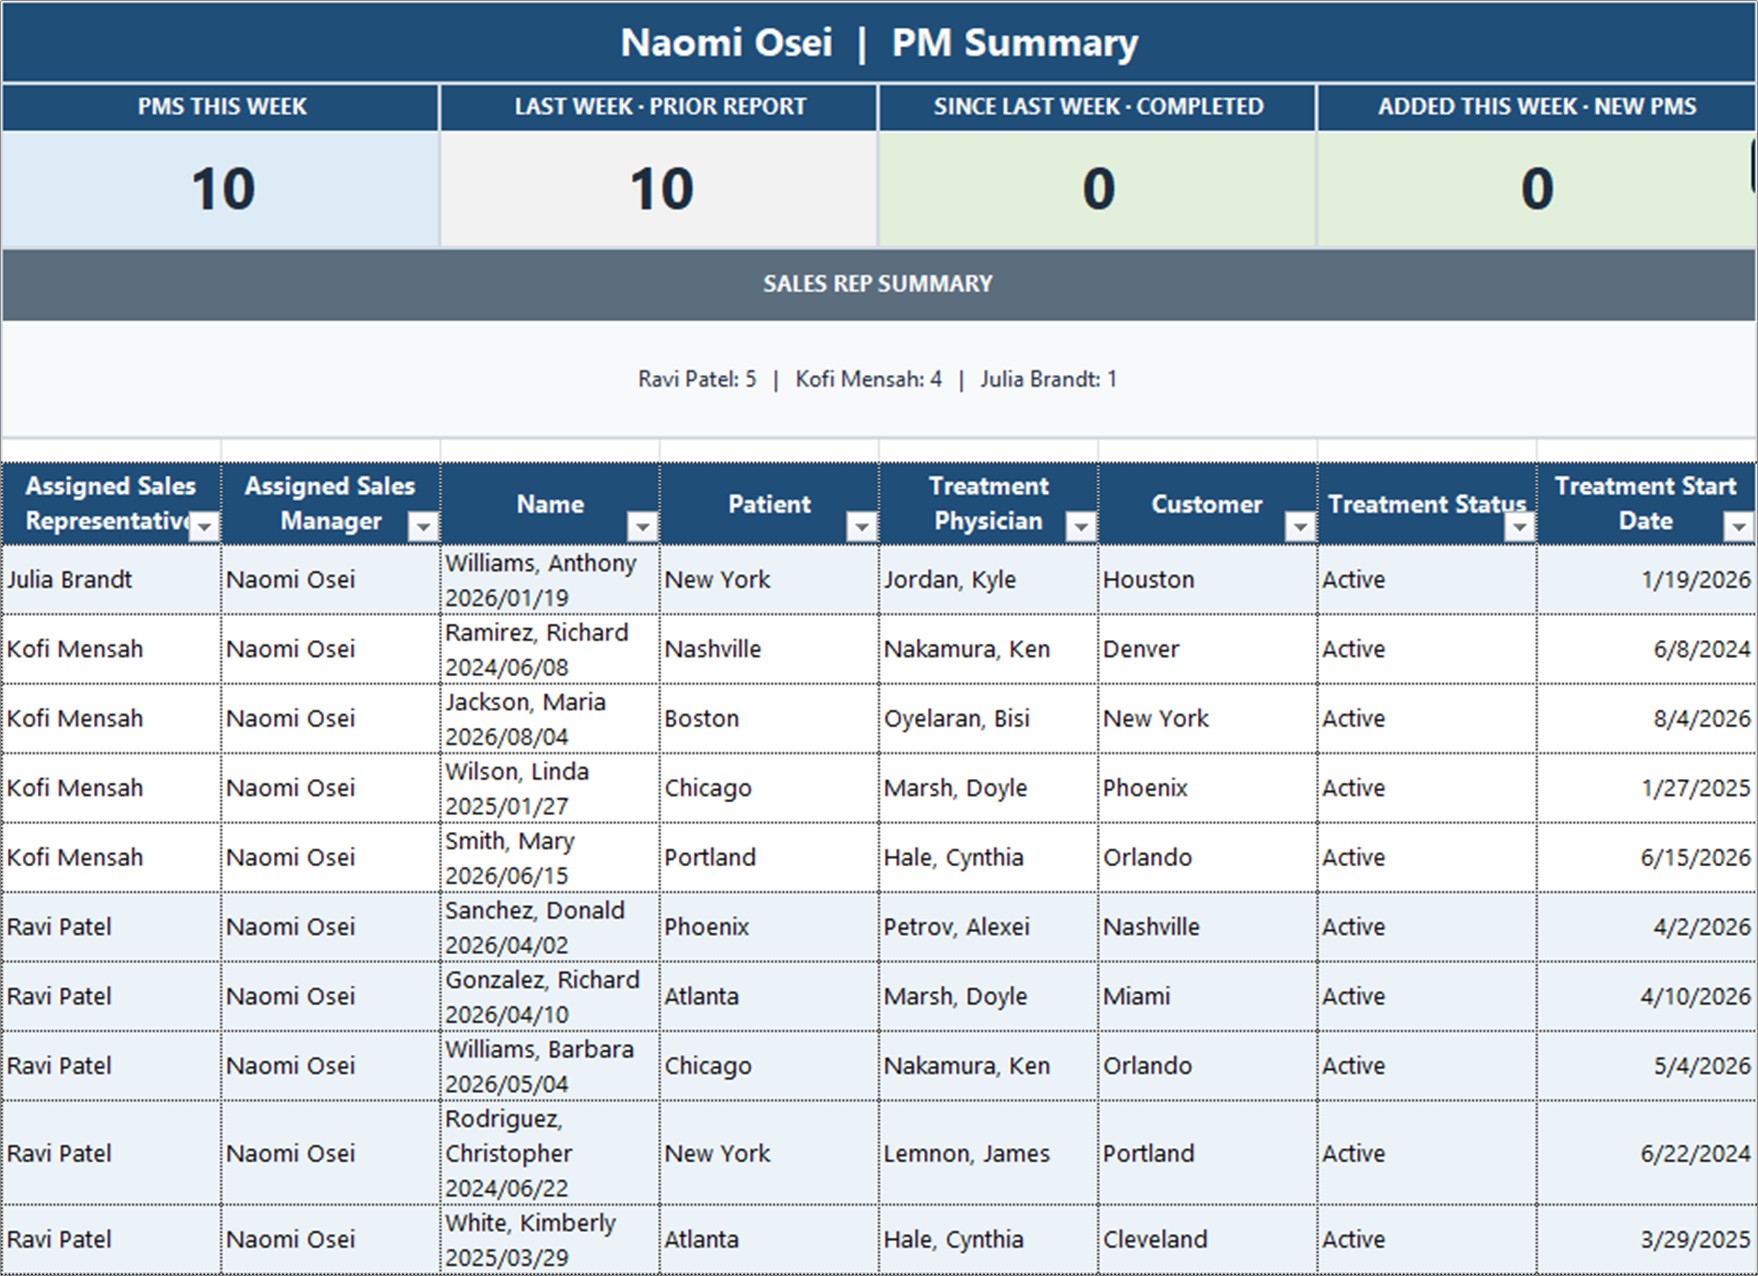 Naomi Osei | PM Summary
PMS THIS WEEK LAST WEEK · PRIOR REPORT SINCE LAST WEEK · COMPLETED ADDED THIS WEEK · NEW PMS
10 10 0 0
SALES REP SUMMARY
Ravi Patel: 5 | Kofi Mensah: 4 | Julia Brandt: 1
Assigned Sales Representative Assigned Sales Manager Name Patient Treatment Physician Customer Treatment Status Treatment Start Date
Julia Brandt Naomi Osei Williams, Anthony 2026/01/19 New York Jordan, Kyle Houston Active 1/19/2026
Kofi Mensah Naomi Osei Ramirez, Richard 2024/06/08 Nashville Nakamura, Ken Denver Active 6/8/2024
Kofi Mensah Naomi Osei Jackson, Maria 2026/08/04 Boston Oyelaran, Bisi New York Active 8/4/2026
Kofi Mensah Naomi Osei Wilson, Linda 2025/01/27 Chicago Marsh, Doyle Phoenix Active 1/27/2025
Kofi Mensah Naomi Osei Smith, Mary 2026/06/15 Portland Hale, Cynthia Orlando Active 6/15/2026
Ravi Patel Naomi Osei Sanchez, Donald 2026/04/02 Phoenix Petrov, Alexei Nashville Active 4/2/2026
Ravi Patel Naomi Osei Gonzalez, Richard 2026/04/10 Atlanta Marsh, Doyle Miami Active 4/10/2026
Ravi Patel Naomi Osei Williams, Barbara 2026/05/04 Chicago Nakamura, Ken Orlando Active 5/4/2026
Ravi Patel Naomi Osei Rodriguez, Christopher 2024/06/22 New York Lemnon, James Portland Active 6/22/2024
Ravi Patel Naomi Osei White, Kimberly 2025/03/29 Atlanta Hale, Cynthia Cleveland Active 3/29/2025